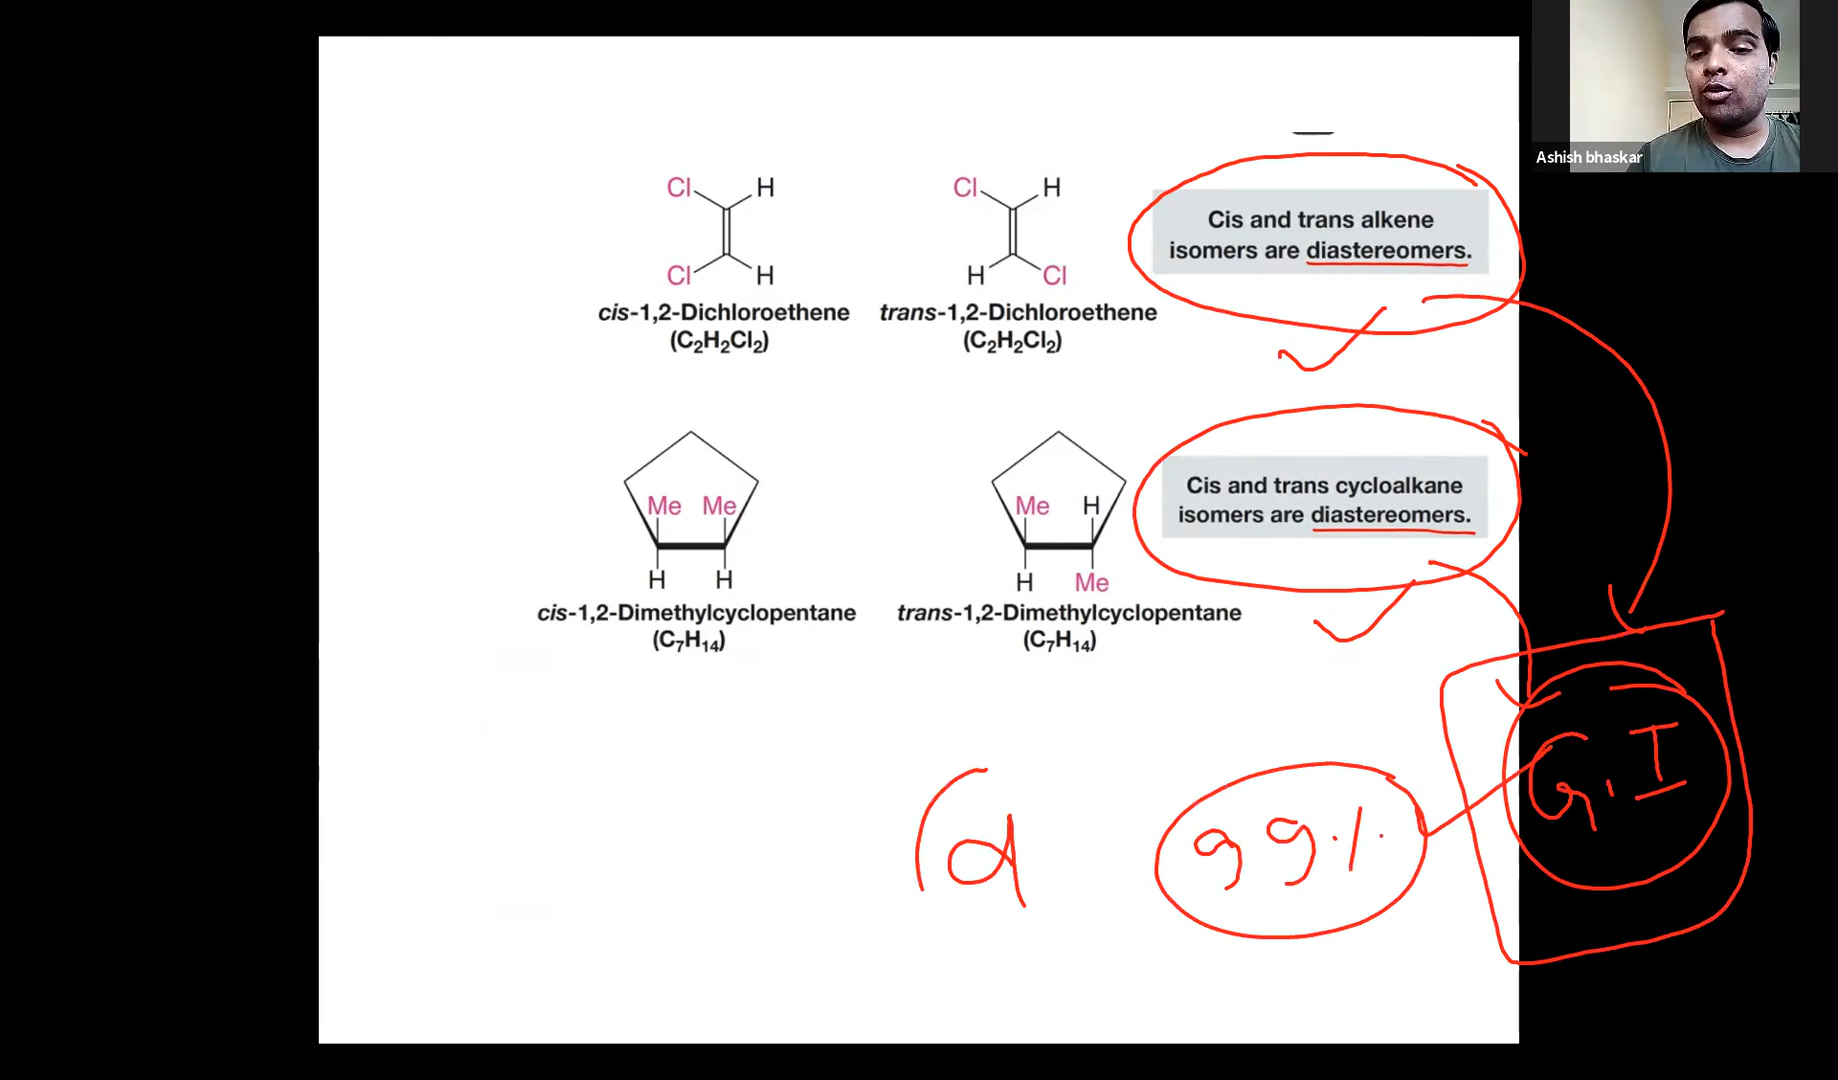 Ashish bhaskar
Cl H
Cl H
Cl H
H Cl
Cis and trans alkene
isomers are diastereomers.
cis-1,2-Dichloroethene
(C₂H₂Cl₂)
trans-1,2-Dichloroethene
(C₂H₂Cl₂)
Me Me
H H
Me H
H Me
Cis and trans cycloalkane
isomers are diastereomers.
cis-1,2-Dimethylcyclopentane
(C₇H₁₄)
trans-1,2-Dimethylcyclopentane
(C₇H₁₄)
G.I
d
99%